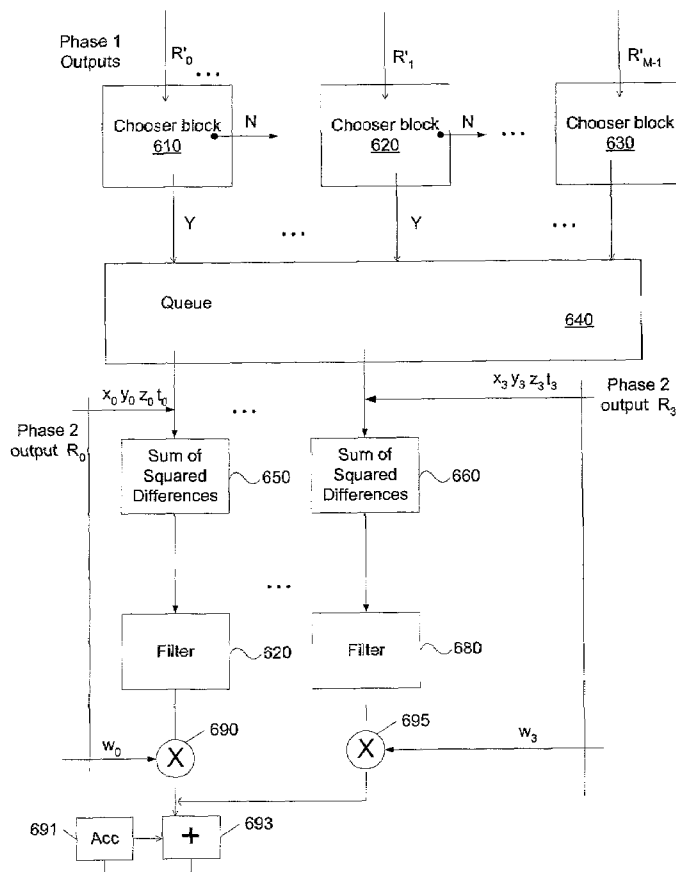 Phase 1
Outputs
R'0
...
R'1
R'M-1
Chooser block
610
N
Chooser block
620
N
...
Chooser block
630
Y
...
Y
...
Queue
640
x0 y0 z0 t0
...
x3 y3 z3 t3
Phase 2
output R0
Phase 2
output R3
Sum of
Squared
Differences
650
Sum of
Squared
Differences
660
...
Filter
620
Filter
680
w0
X
690
X
695
w3
691
Acc
+
693